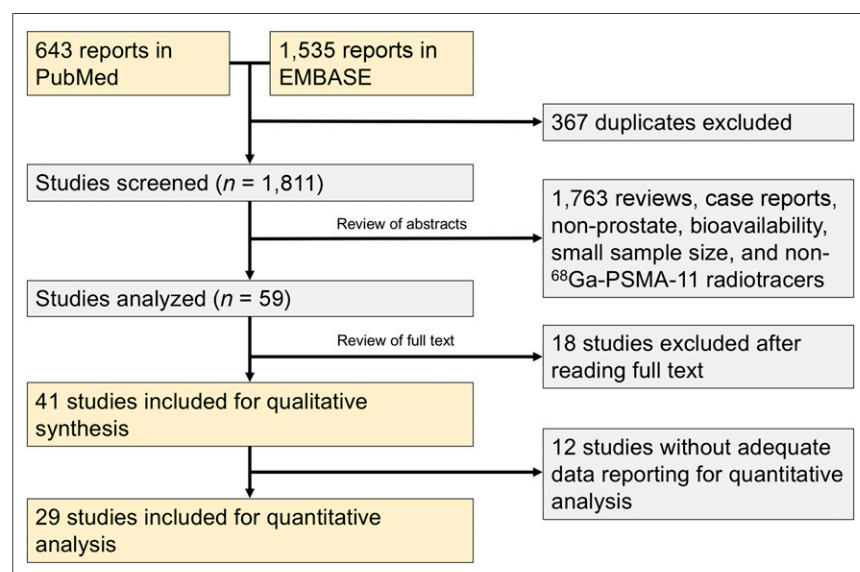 643 reports in
PubMed
1,535 reports in
EMBASE
367 duplicates excluded
Studies screened (n = 1,811)
Review of abstracts
1,763 reviews, case reports,
non-prostate, bioavailability,
small sample size, and non-
⁶⁸Ga-PSMA-11 radiotracers
Studies analyzed (n = 59)
Review of full text
18 studies excluded after
reading full text
41 studies included for qualitative
synthesis
12 studies without adequate
data reporting for quantitative
analysis
29 studies included for quantitative
analysis